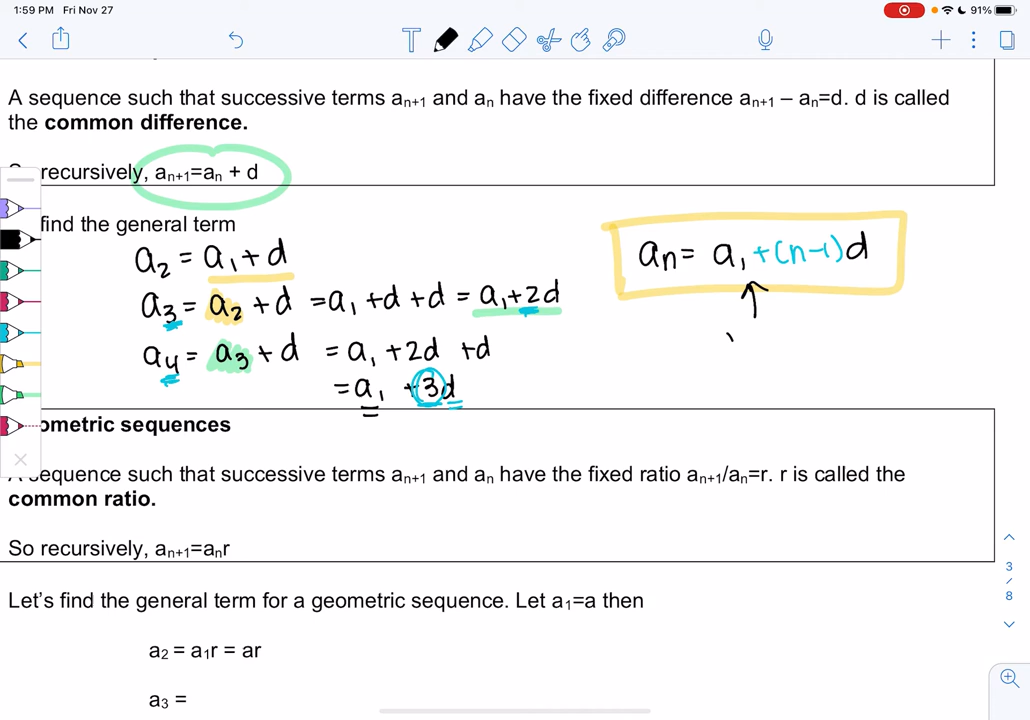 1:59 PM Fri Nov 27
91%
T
A sequence such that successive terms aₙ₊₁ and aₙ have the fixed difference aₙ₊₁ – aₙ=d. d is called
the common difference.
recursively, aₙ₊₁=aₙ + d
find the general term
a₂ = a₁ + d
a₃ = a₂ + d = a₁ + d + d = a₁ + 2d
a₄ = a₃ + d = a₁ + 2d + d
= a₁ + 3d
aₙ = a₁ + (n-1)d
ometric sequences
sequence such that successive terms aₙ₊₁ and aₙ have the fixed ratio aₙ₊₁/aₙ=r. r is called the
common ratio.
So recursively, aₙ₊₁=aₙr
3
/
8
Let's find the general term for a geometric sequence. Let a₁=a then
a₂ = a₁r = ar
a₃ =